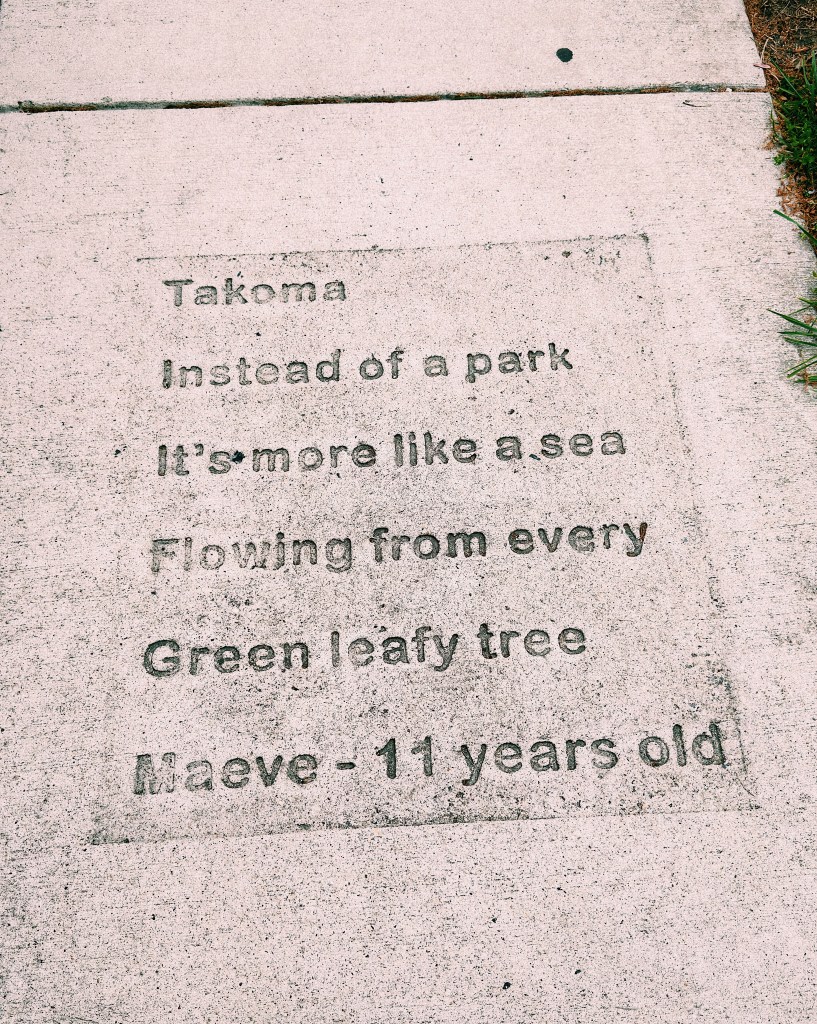 Takoma
Instead of a park
It's more like a sea
Flowing from every
Green leafy tree
Maeve - 11 years old